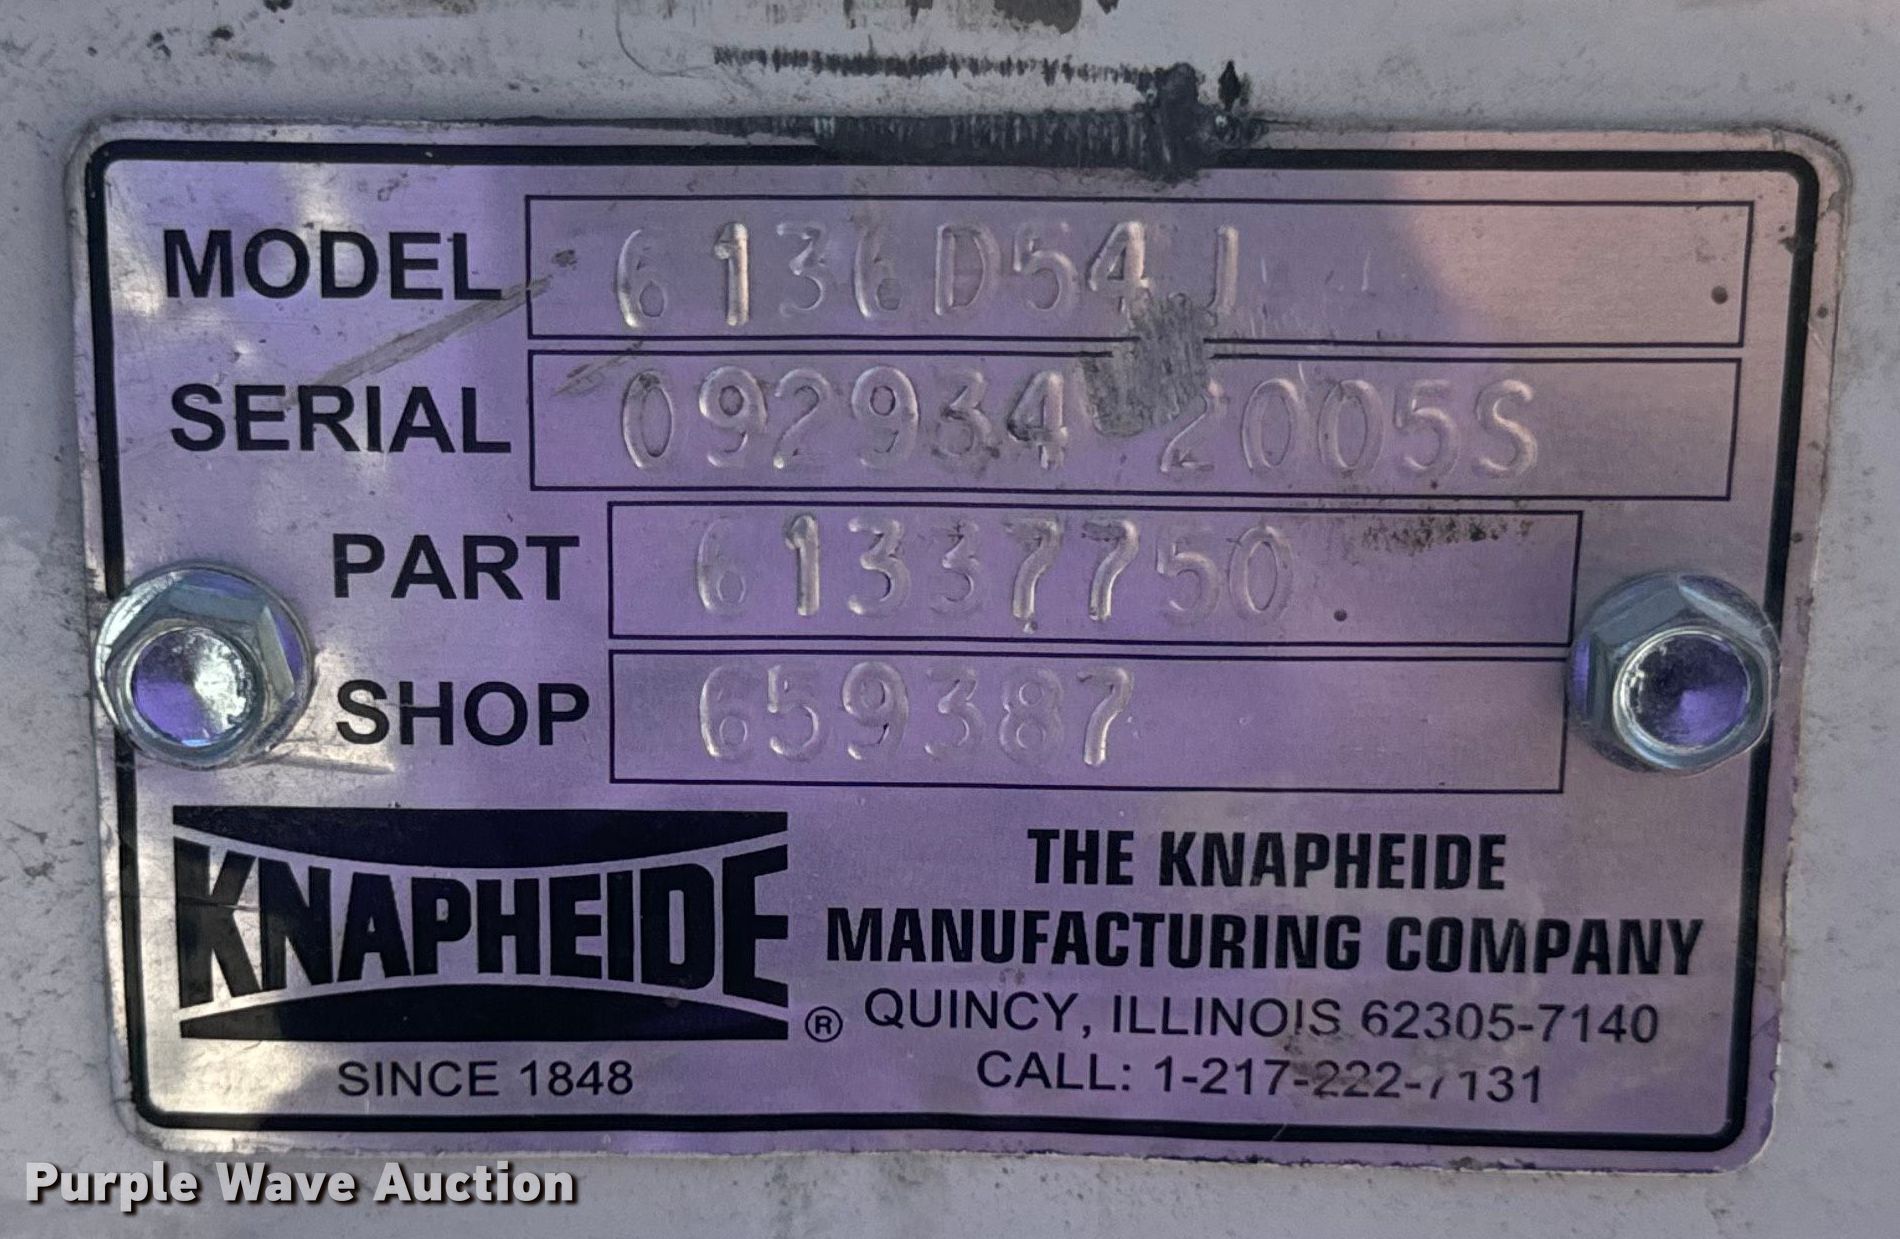 MODEL 6136D54J
SERIAL 092934 2005S
PART 61337750
SHOP 659387
KNAPHEIDE ®
SINCE 1848
THE KNAPHEIDE
MANUFACTURING COMPANY
QUINCY, ILLINOIS 62305-7140
CALL: 1-217-222-7131
Purple Wave Auction